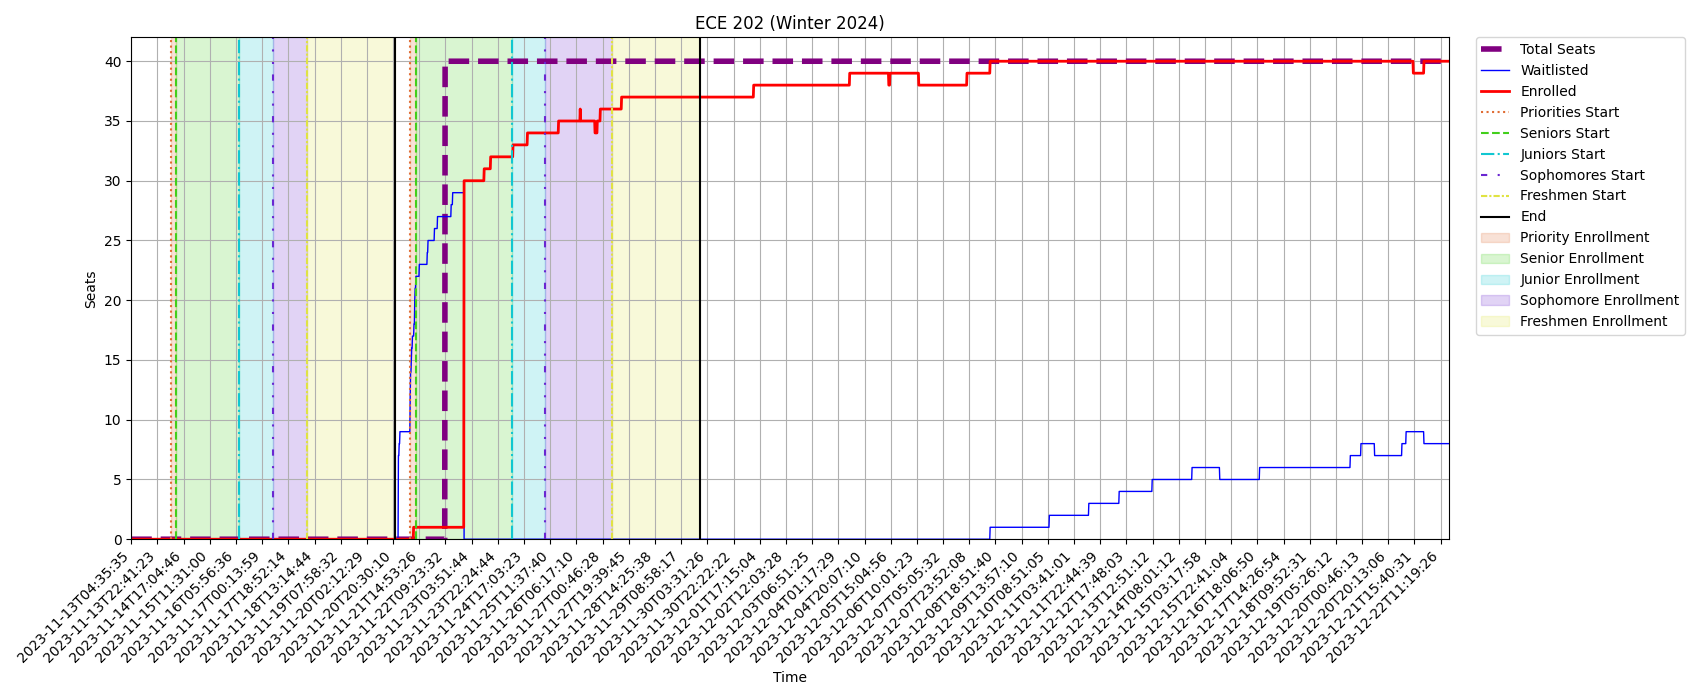 ECE 202 (Winter 2024)
Seats
40
35
30
25
20
15
10
5
0
2023-11-13T04:35:35
2023-11-13T22:41:23
2023-11-14T17:04:46
2023-11-15T11:31:00
2023-11-16T05:56:36
2023-11-17T00:13:59
2023-11-17T18:52:14
2023-11-18T13:14:44
2023-11-19T07:58:32
2023-11-20T02:12:29
2023-11-20T20:30:10
2023-11-21T14:53:26
2023-11-22T09:23:32
2023-11-23T03:51:44
2023-11-23T22:24:44
2023-11-24T17:03:23
2023-11-25T11:37:40
2023-11-26T06:17:10
2023-11-27T00:46:28
2023-11-27T19:39:45
2023-11-28T14:25:38
2023-11-29T08:58:17
2023-11-30T03:31:26
2023-11-30T22:22:22
2023-12-01T17:15:04
2023-12-02T12:03:28
2023-12-03T06:51:25
2023-12-04T01:17:29
2023-12-04T20:07:10
2023-12-05T15:04:56
2023-12-06T10:01:23
2023-12-07T05:05:32
2023-12-07T23:52:08
2023-12-08T18:51:40
2023-12-09T13:57:10
2023-12-10T08:51:05
2023-12-11T03:41:01
2023-12-11T22:44:39
2023-12-12T17:48:03
2023-12-13T12:51:12
2023-12-14T08:01:12
2023-12-15T03:17:58
2023-12-15T22:41:04
2023-12-16T18:06:50
2023-12-17T14:26:54
2023-12-18T09:52:31
2023-12-19T05:26:12
2023-12-20T00:46:13
2023-12-20T20:13:06
2023-12-21T15:40:31
2023-12-22T11:19:26
Time
Total Seats
Waitlisted
Enrolled
Priorities Start
Seniors Start
Juniors Start
Sophomores Start
Freshmen Start
End
Priority Enrollment
Senior Enrollment
Junior Enrollment
Sophomore Enrollment
Freshmen Enrollment